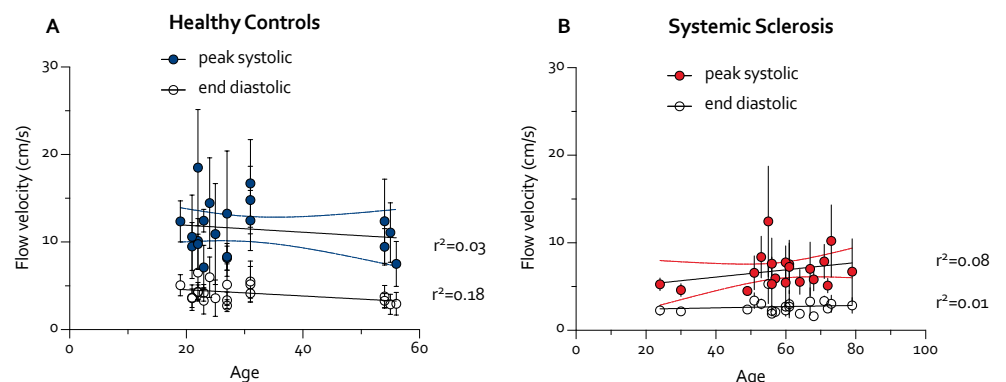 A
Healthy Controls
peak systolic
end diastolic
30
20
10
0
Flow velocity (cm/s)
r²=0.03
r²=0.18
0
20
40
60
Age
B
Systemic Sclerosis
peak systolic
end diastolic
30
20
10
0
Flow velocity (cm/s)
r²=0.08
r²=0.01
0
20
40
60
80
100
Age